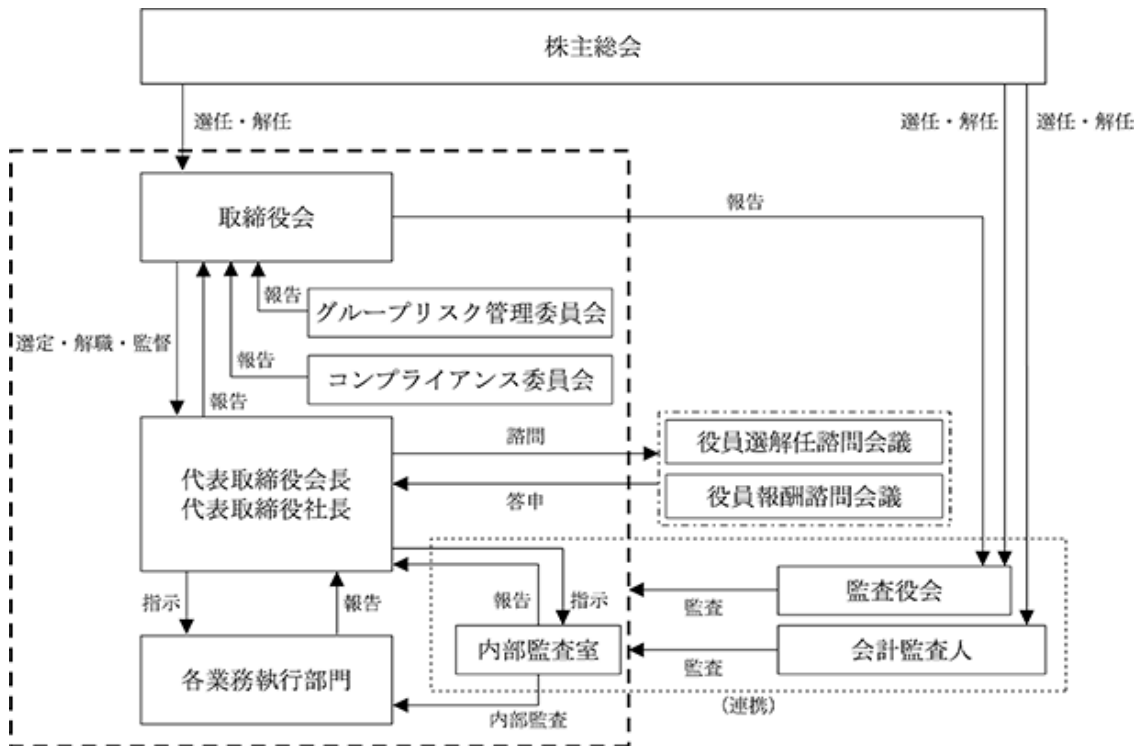 株主総会
選任・解任
選任・解任
選任・解任
取締役会
報告
報告
グループリスク管理委員会
選定・解職・監督
報告
コンプライアンス委員会
報告
代表取締役会長
代表取締役社長
諮問
答申
役員選解任諮問会議
役員報酬諮問会議
指示
報告
報告
指示
監査役会
監査
内部監査室
会計監査人
監査
各業務執行部門
内部監査
(連携)